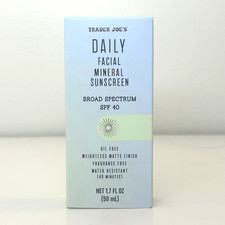 TRADER JOE'S
DAILY
FACIAL
MINERAL
SUNSCREEN
BROAD SPECTRUM
SPF 40
OIL FREE
WEIGHTLESS MATTE FINISH
FRAGRANCE FREE
WATER RESISTANT
(40 MINUTES)
NET 1.7 FL OZ
(50 mL)